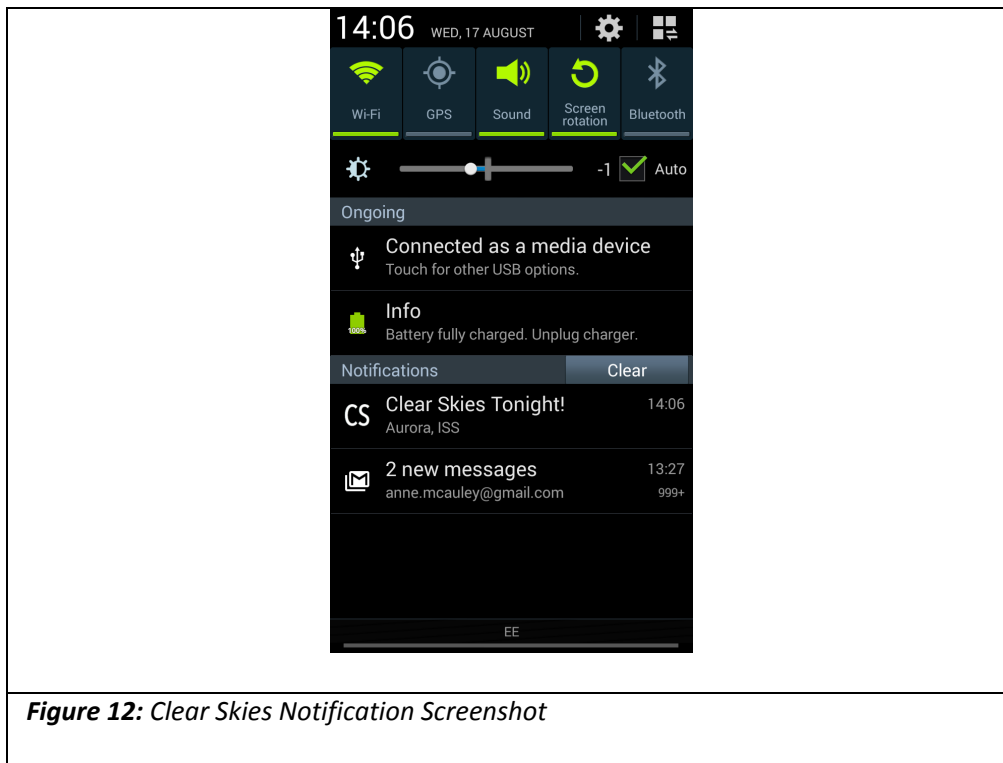 14:06 WED, 17 AUGUST
Wi-Fi GPS Sound Screen rotation Bluetooth
-1 Auto
Ongoing
Connected as a media device
Touch for other USB options.
100%
Info
Battery fully charged. Unplug charger.
Notifications Clear
CS Clear Skies Tonight! 14:06
Aurora, ISS
2 new messages 13:27
anne.mcauley@gmail.com 999+
EE
Figure 12: Clear Skies Notification Screenshot